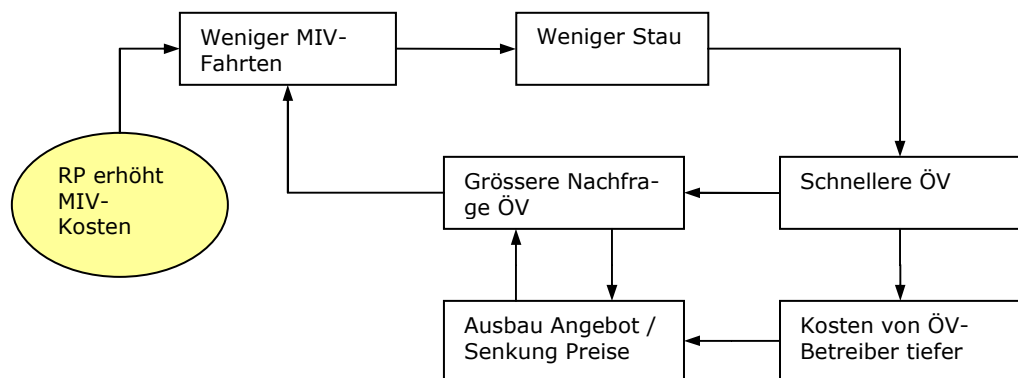 Weniger MIV-
Fahrten
Weniger Stau
RP erhöht
MIV-
Kosten
Grössere Nachfra-
ge ÖV
Schnellere ÖV
Ausbau Angebot /
Senkung Preise
Kosten von ÖV-
Betreiber tiefer